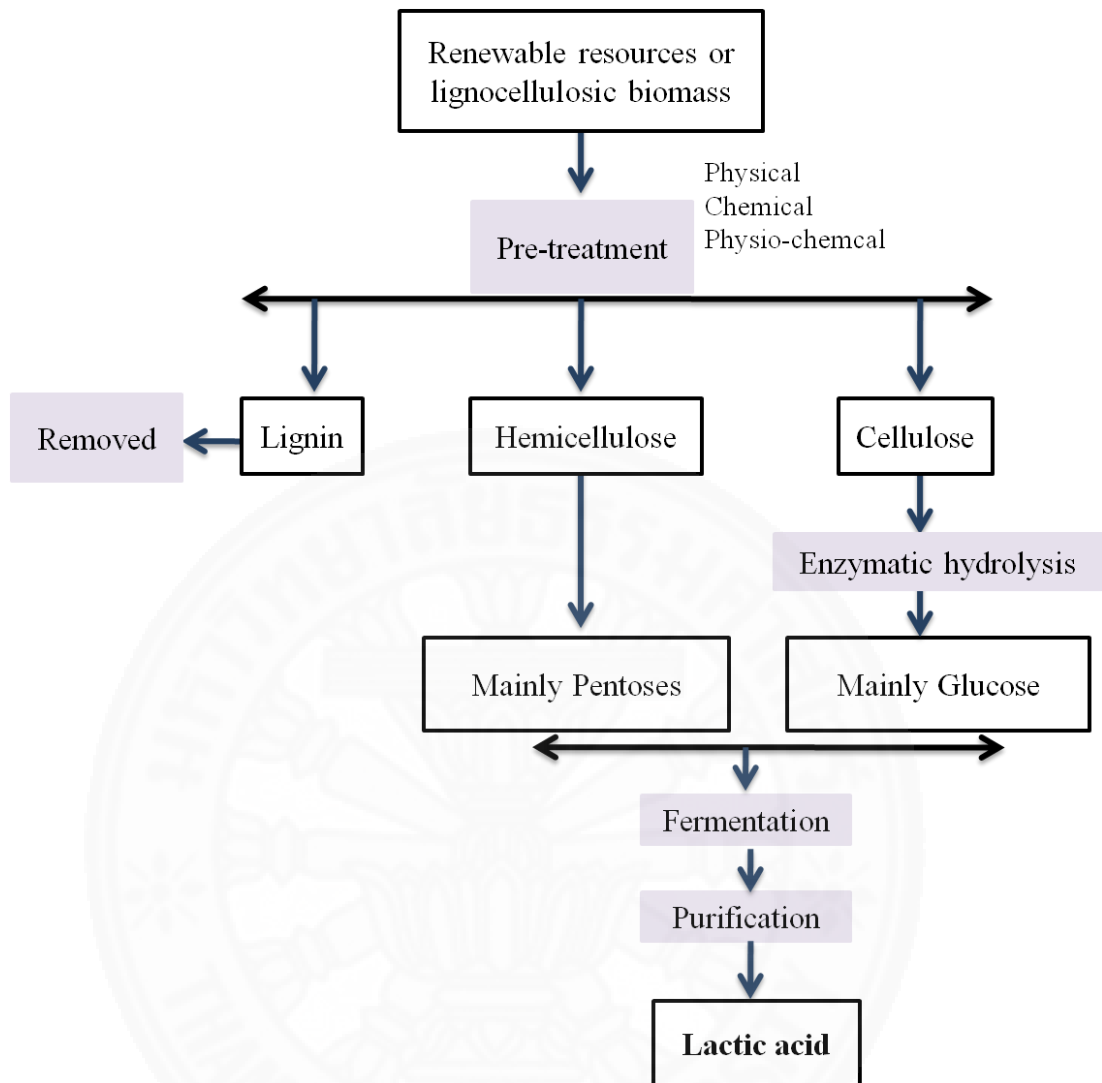 Renewable resources or
lignocellulosic biomass
Physical
Chemical
Physio-chemcal
Pre-treatment
Removed
Lignin
Hemicellulose
Cellulose
Enzymatic hydrolysis
Mainly Pentoses
Mainly Glucose
Fermentation
Purification
Lactic acid